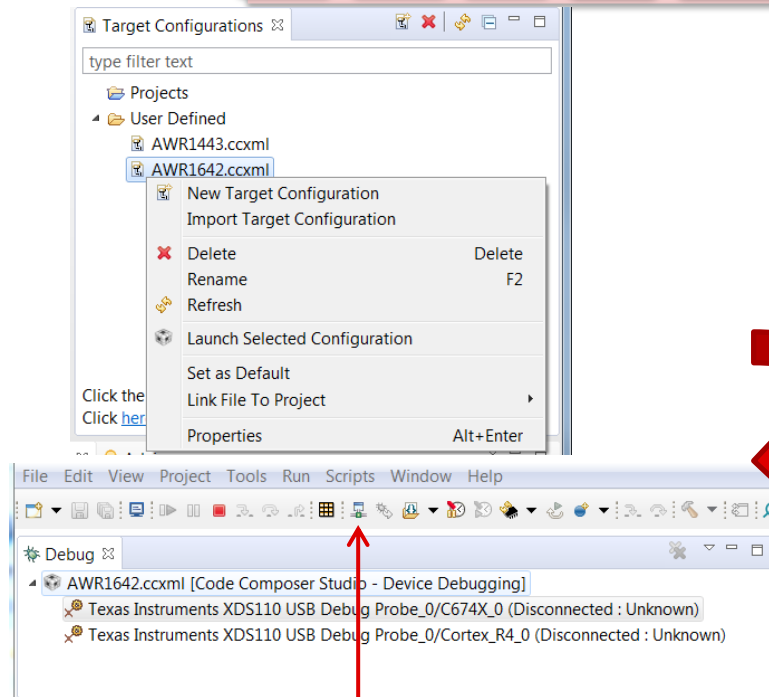 Target Configurations
type filter text
Projects
User Defined
AWR1443.ccxml
AWR1642.ccxml
New Target Configuration
Import Target Configuration
Delete Delete
Rename F2
Refresh
Launch Selected Configuration
Set as Default
Link File To Project
Properties Alt+Enter
Click the
Click her
File Edit View Project Tools Run Scripts Window Help
Debug
AWR1642.ccxml [Code Composer Studio - Device Debugging]
Texas Instruments XDS110 USB Debug Probe_0/C674X_0 (Disconnected : Unknown)
Texas Instruments XDS110 USB Debug Probe_0/Cortex_R4_0 (Disconnected : Unknown)